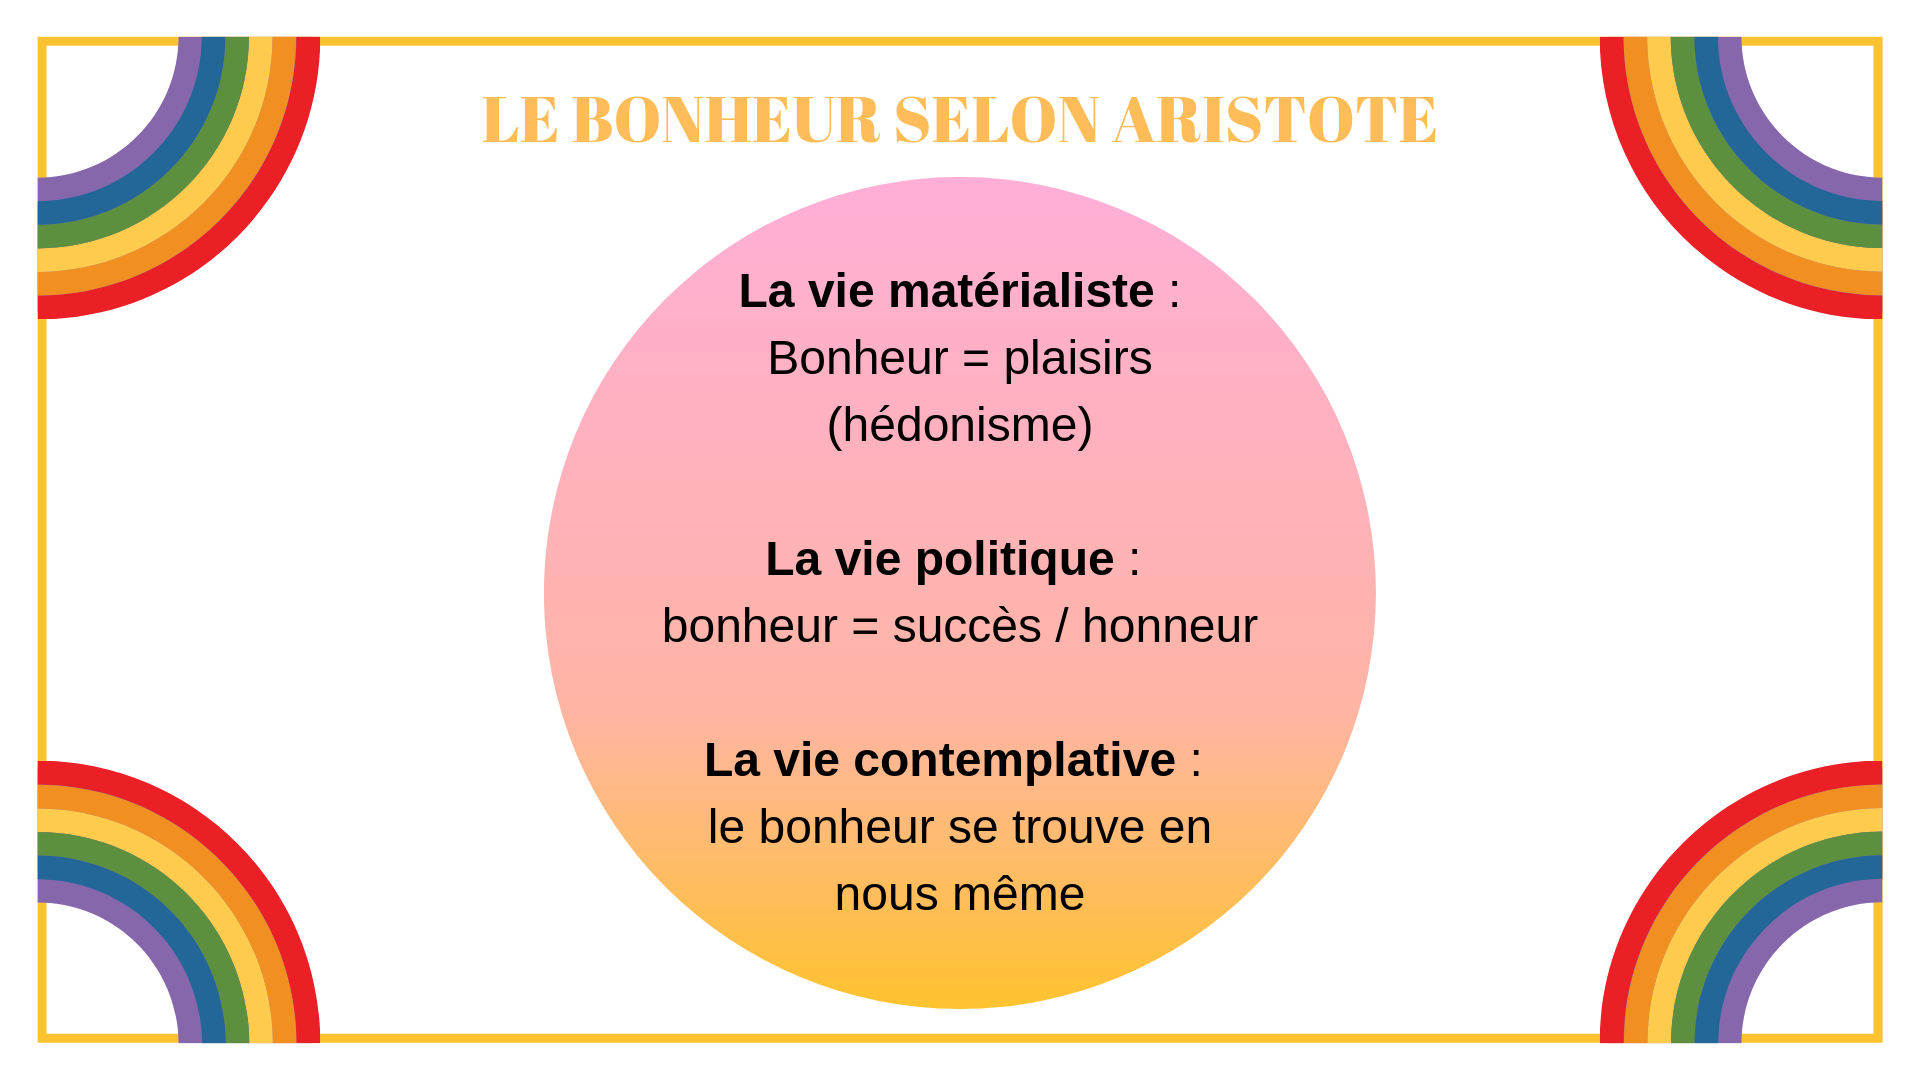 LE BONHEUR SELON ARISTOTE
La vie matérialiste :
Bonheur = plaisirs
(hédonisme)
La vie politique :
bonheur = succès / honneur
La vie contemplative :
le bonheur se trouve en
nous même